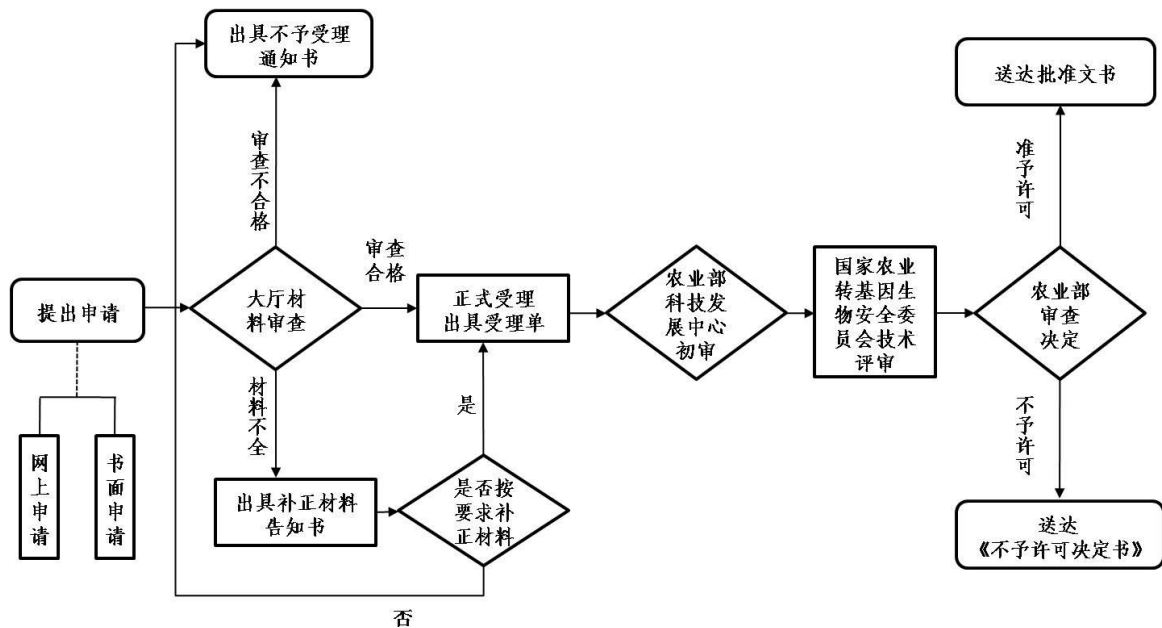 出具不予受理
通知书
送达批准文书
审查不合格
准予许可
审查
合格
提出申请
大厅材
料审查
正式受理
出具受理单
农业部
科技发
展中心
初审
国家农业
转基因生
物安全委
员会技术
评审
农业部
审查
决定
材料不全
是
不予许可
网上申请
书面申请
出具补正材料
告知书
是否按
要求补
正材料
送达
《不予许可决定书》
否